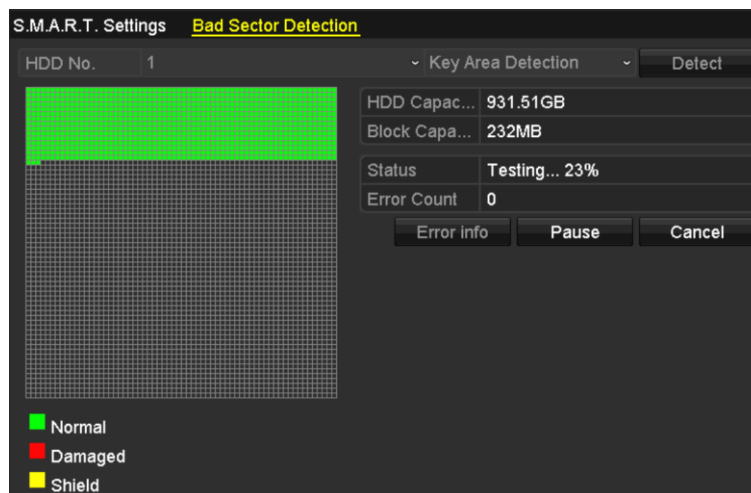 S.M.A.R.T. Settings Bad Sector Detection
HDD No. 1 Key Area Detection Detect
HDD Capac... 931.51GB
Block Capa... 232MB
Status Testing... 23%
Error Count 0
Error info Pause Cancel
Normal
Damaged
Shield